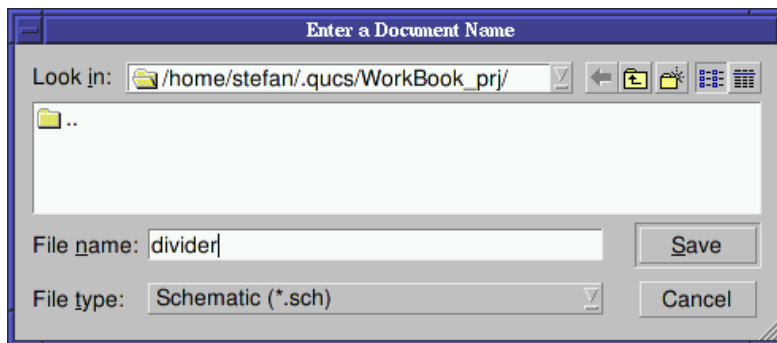 Enter a Document Name
Look in: /home/stefan/.qucs/WorkBook_prj/
..
File name: divider Save
File type: Schematic (*.sch) Cancel